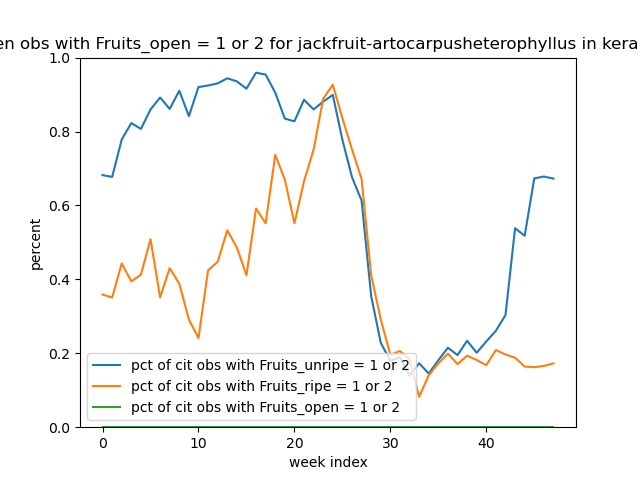 en obs with Fruits_open = 1 or 2 for jackfruit-artocarpusheterophyllus in kera
1.0
0.8
0.6
0.4
0.2
0.0
percent
pct of cit obs with Fruits_unripe = 1 or 2
pct of cit obs with Fruits_ripe = 1 or 2
pct of cit obs with Fruits_open = 1 or 2
0 10 20 30 40
week index